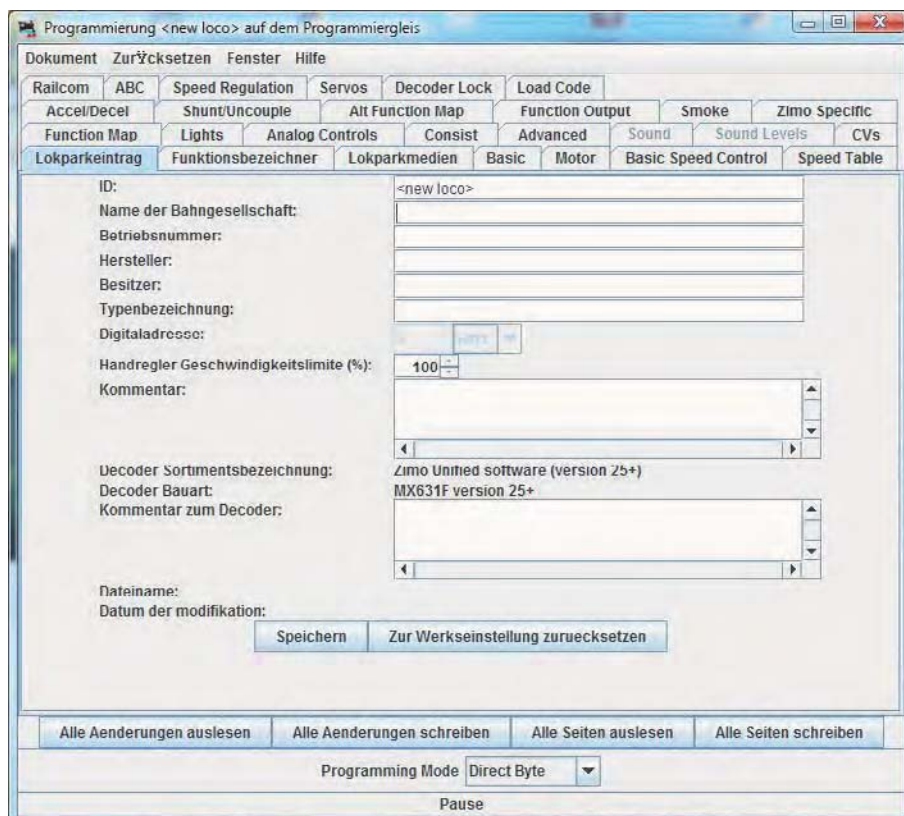 Programmierung <new loco> auf dem Programmiergleis
Dokument ZurŸcksetzen Fenster Hilfe
Railcom ABC Speed Regulation Servos Decoder Lock Load Code
Accel/Decel Shunt/Uncouple Alt Function Map Function Output Smoke Zimo Specific
Function Map Lights Analog Controls Consist Advanced Sound Sound Levels CVs
Lokparkeintrag Funktionsbezeichner Lokparkmedien Basic Motor Basic Speed Control Speed Table
ID: <new loco>
Name der Bahngesellschaft:
Betriebsnummer:
Hersteller:
Besitzer:
Typenbezeichnung:
Digitaladresse:
Handregler Geschwindigkeitslimite (%): 100
Kommentar:
Decoder Sortimentsbezeichnung: Zimo Unified software (version 25+)
Decoder Bauart: MX631F version 25+
Kommentar zum Decoder:
Dateiname:
Datum der modifikation:
Speichern Zur Werkseinstellung zuruecksetzen
Alle Aenderungen auslesen Alle Aenderungen schreiben Alle Seiten auslesen Alle Seiten schreiben
Programming Mode Direct Byte
Pause